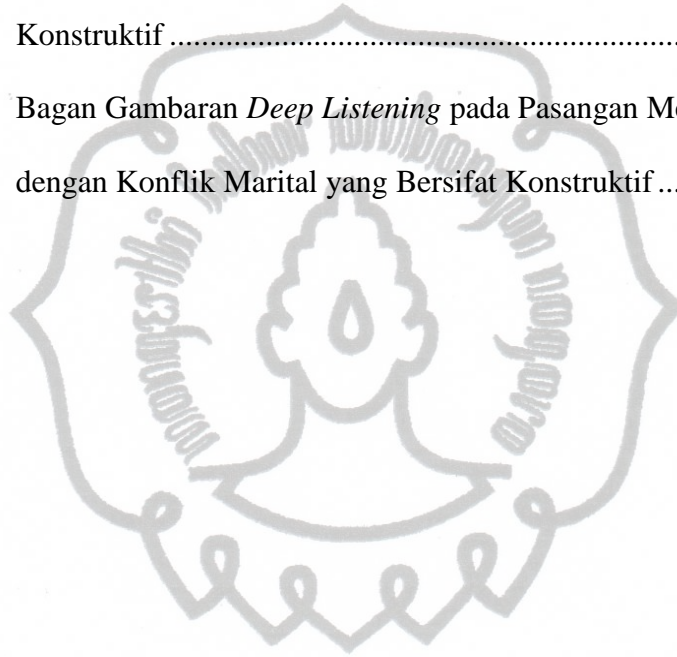 Konstruktif ............................................................
Bagan Gambaran Deep Listening pada Pasangan M
dengan Konflik Marital yang Bersifat Konstruktif ...